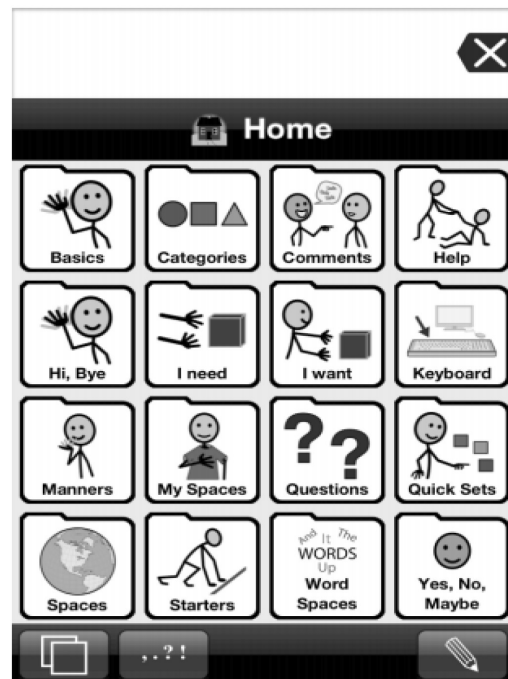 Home
Basics
Categories
Comments
Help
Hi, Bye
I need
I want
Keyboard
Manners
My Spaces
??
Questions
Quick Sets
Spaces
Starters
And It The
WORDS
Up
Word
Spaces
Yes, No,
Maybe
, . ? !